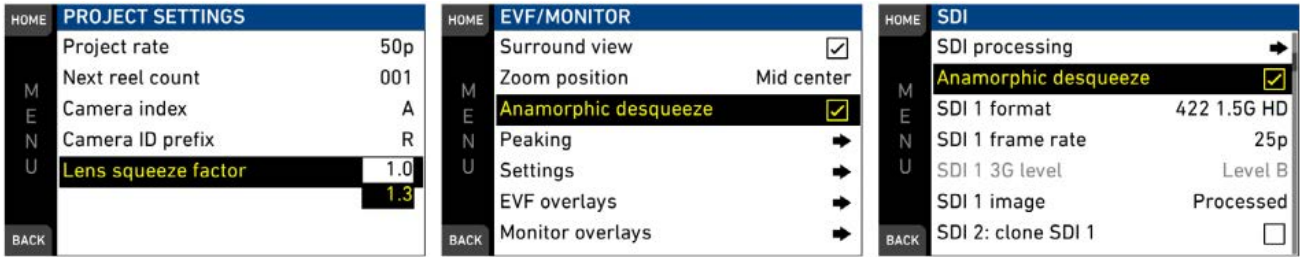 HOME PROJECT SETTINGS
Project rate 50p
Next reel count 001
Camera index A
Camera ID prefix R
Lens squeeze factor 1.0
1.3
MENU
BACK
HOME EVF/MONITOR
Surround view
Zoom position Mid center
Anamorphic desqueeze
Peaking
Settings
EVF overlays
Monitor overlays
MENU
BACK
HOME SDI
SDI processing
Anamorphic desqueeze
SDI 1 format 422 1.5G HD
SDI 1 frame rate 25p
SDI 1 3G level Level B
SDI 1 image Processed
SDI 2: clone SDI 1
MENU
BACK